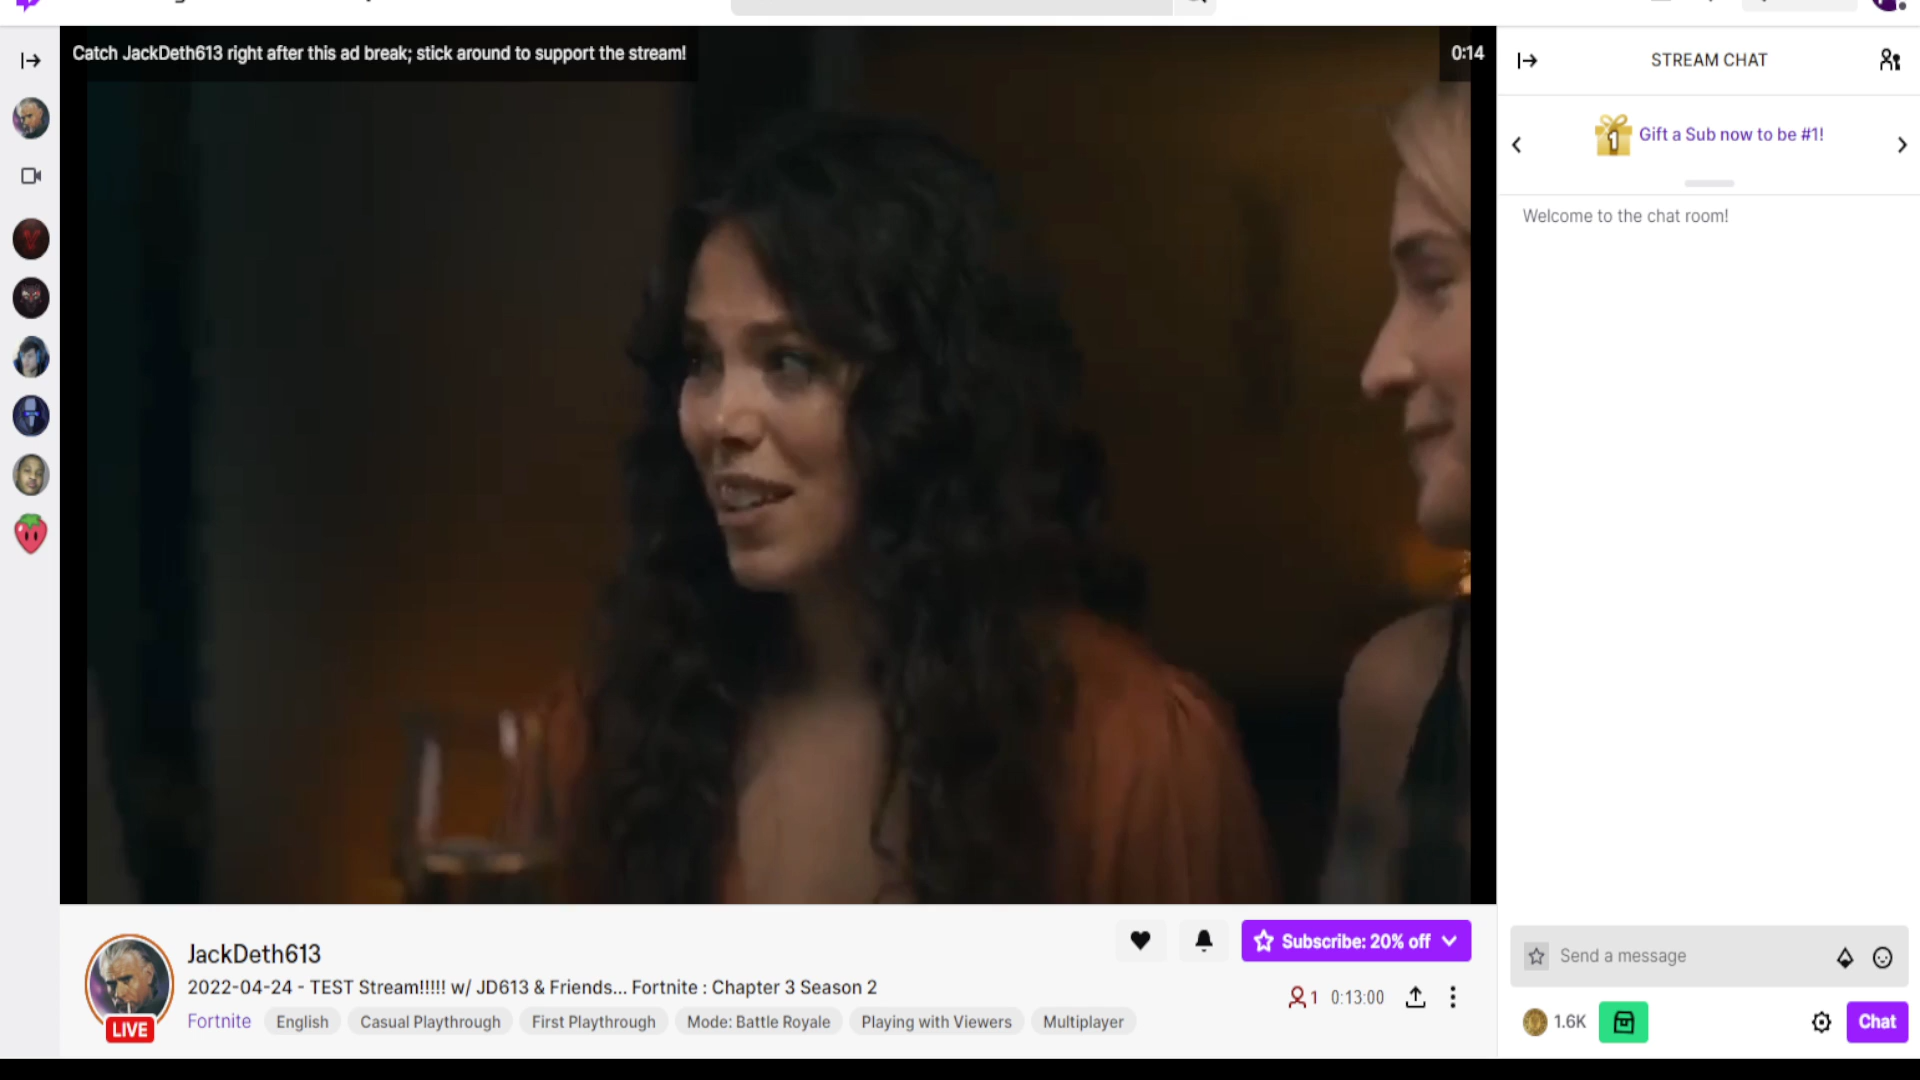 Catch JackDeth613 right after this ad break; stick around to support the stream!
0:14
STREAM CHAT
1
Gift a Sub now to be #1!
Welcome to the chat room!
JackDeth613
2022-04-24 - TEST Stream!!!!! w/ JD613 & Friends... Fortnite : Chapter 3 Season 2
Fortnite
English
Casual Playthrough
First Playthrough
Mode: Battle Royale
Playing with Viewers
Multiplayer
LIVE
Subscribe: 20% off
1
0:13:00
Send a message
1.6K
Chat